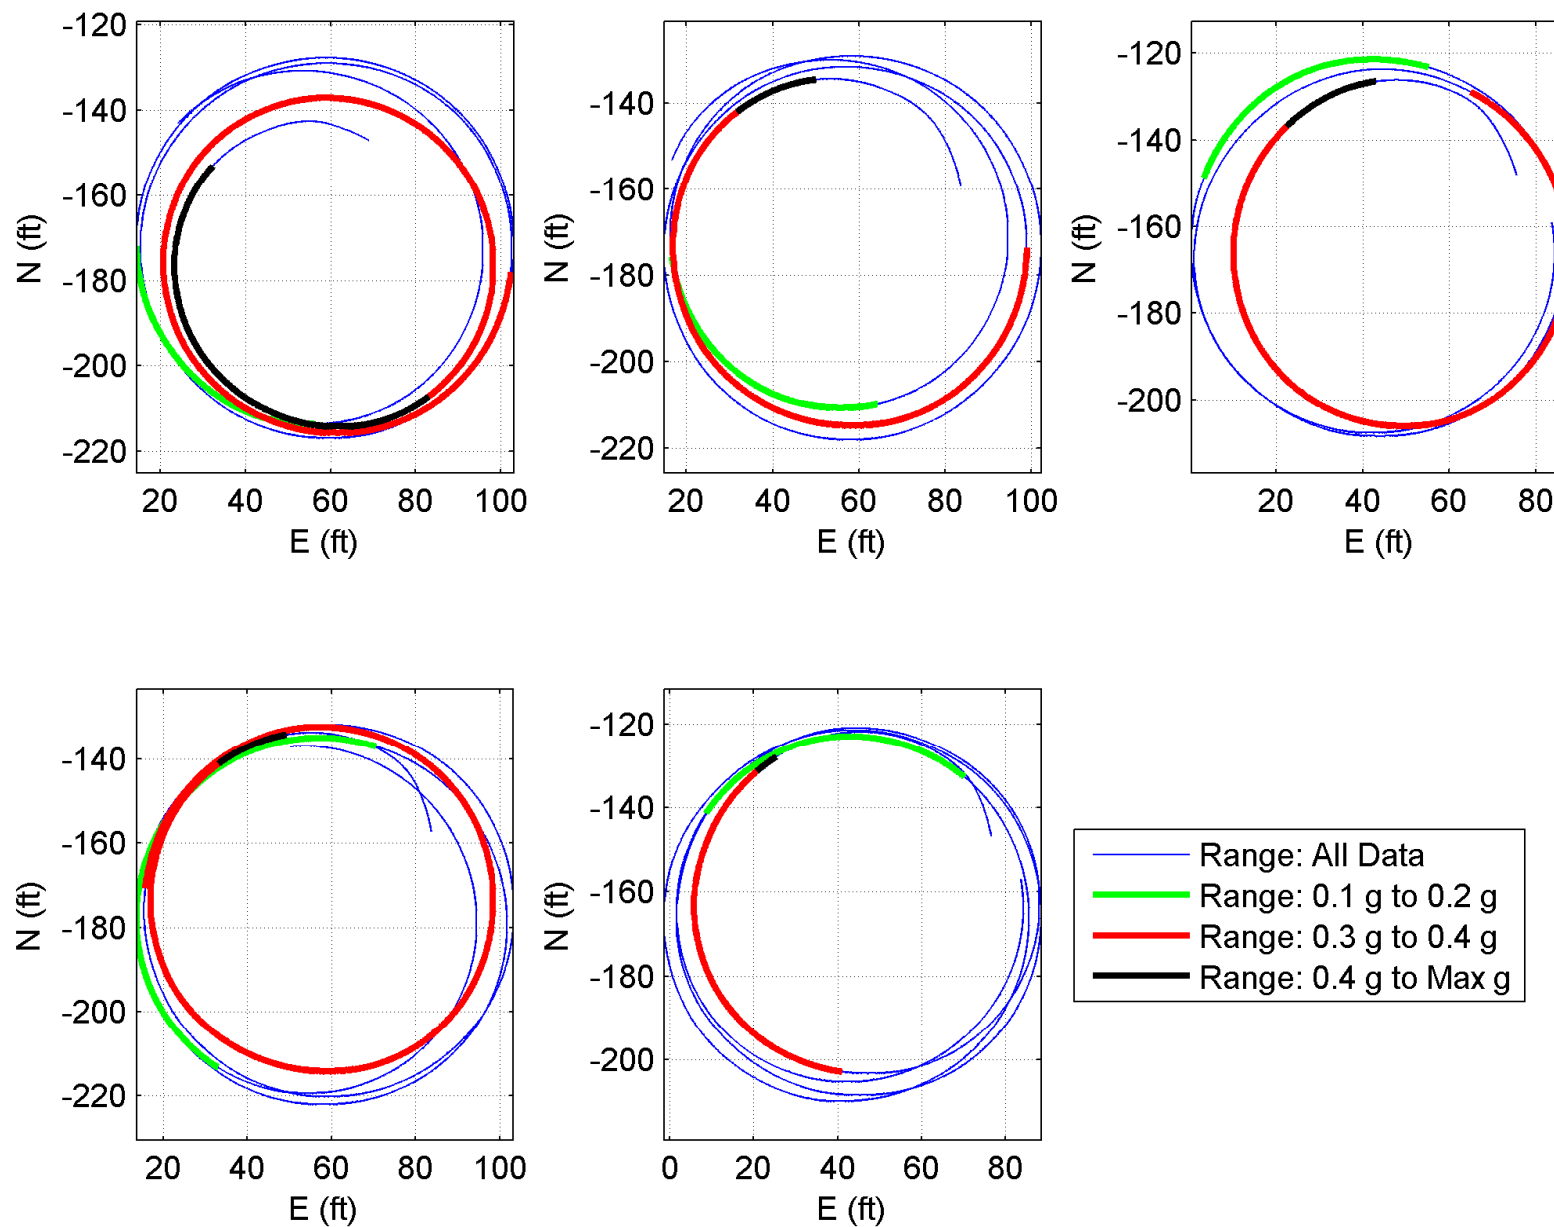 -120
-140
-160
-180
-200
-220
N (ft)
20 40 60 80 100
E (ft)
-140
-160
-180
-200
-220
N (ft)
20 40 60 80 100
E (ft)
-120
-140
-160
-180
-200
N (ft)
20 40 60 80
E (ft)
-140
-160
-180
-200
-220
N (ft)
20 40 60 80 100
E (ft)
-120
-140
-160
-180
-200
N (ft)
0 20 40 60 80
E (ft)
Range: All Data
Range: 0.1 g to 0.2 g
Range: 0.3 g to 0.4 g
Range: 0.4 g to Max g